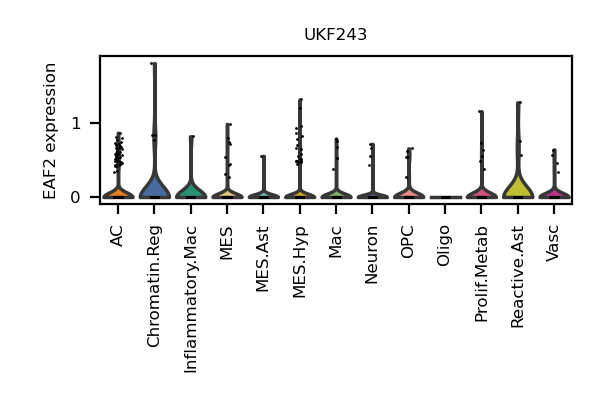 UKF243
EAF2 expression
1
0
AC
Chromatin.Reg
Inflammatory.Mac
MES
MES.Ast
MES.Hyp
Mac
Neuron
OPC
Oligo
Prolif.Metab
Reactive.Ast
Vasc